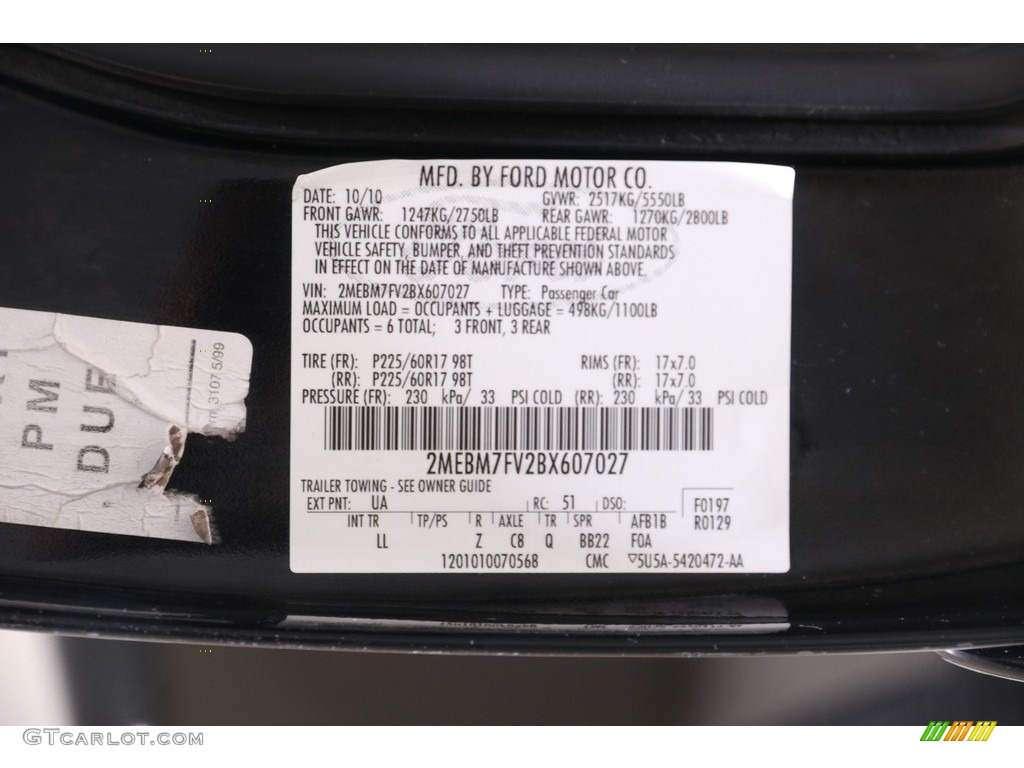 MFD. BY FORD MOTOR CO.
DATE: 10/10 GVWR: 2517KG/5550LB
FRONT GAWR: 1247KG/2750LB REAR GAWR: 1270KG/2800LB
THIS VEHICLE CONFORMS TO ALL APPLICABLE FEDERAL MOTOR
VEHICLE SAFETY, BUMPER, AND THEFT PREVENTION STANDARDS
IN EFFECT ON THE DATE OF MANUFACTURE SHOWN ABOVE.
VIN: 2MEBM7FV2BX607027 TYPE: Passenger Car
MAXIMUM LOAD = OCCUPANTS + LUGGAGE = 498KG/1100LB
OCCUPANTS = 6 TOTAL; 3 FRONT, 3 REAR
TIRE (FR): P225/60R17 98T RIMS (FR): 17x7.0
(RR): P225/60R17 98T (RR): 17x7.0
PRESSURE (FR): 230 kPa/ 33 PSI COLD (RR): 230 kPa/ 33 PSI COLD
2MEBM7FV2BX607027
TRAILER TOWING - SEE OWNER GUIDE
EXT PNT: UA RC: 51 DSO: F0197
INT TR TP/PS R AXLE TR SPR AFB1B R0129
LL Z C8 Q BB22 FOA
1201010070568 CMC ▽5U5A-5420472-AA
PM
DUE
3107 5/99
GTCarlot.com